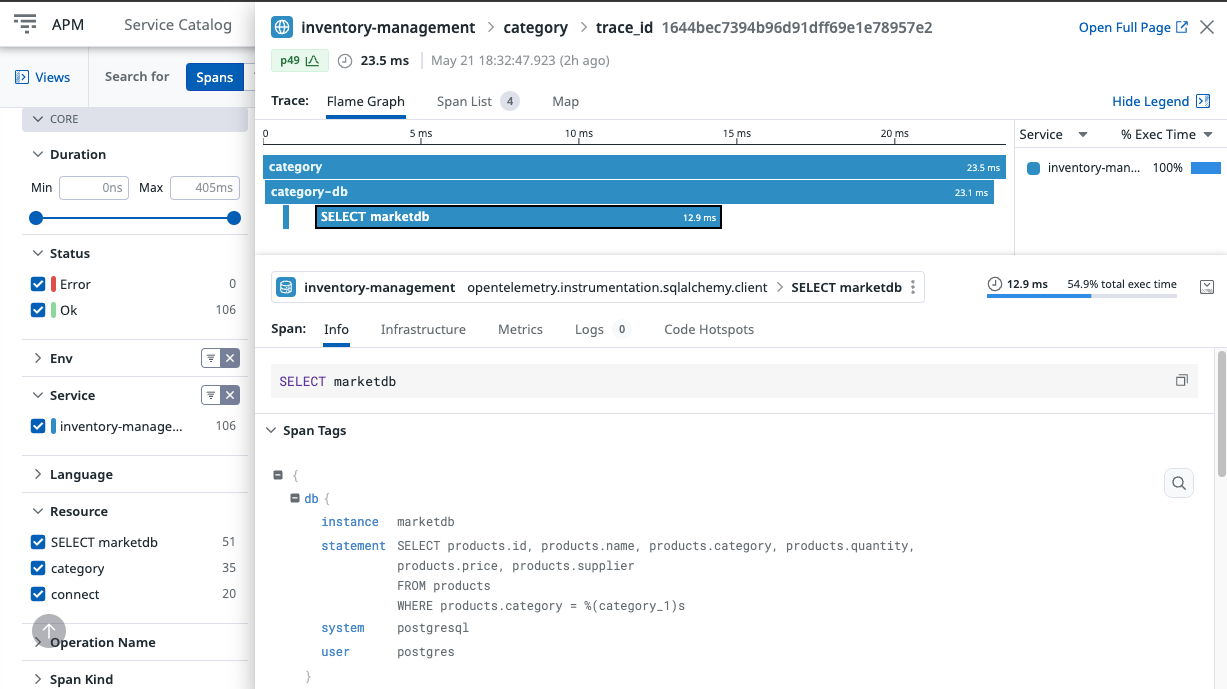 APM
Service Catalog
Views
Search for
Spans
CORE
Duration
Min 0ns Max 405ms
Status
Error 0
Ok 106
Env
Service
inventory-manage... 106
Language
Resource
SELECT marketdb 51
category 35
connect 20
Operation Name
Span Kind
inventory-management > category > trace_id 1644bec7394b96d91dff69e1e78957e2
Open Full Page
p49 23.5 ms May 21 18:32:47.923 (2h ago)
Trace: Flame Graph Span List 4 Map
Hide Legend
0 5 ms 10 ms 15 ms 20 ms
Service % Exec Time
category 23.5 ms
inventory-man... 100%
category-db 23.1 ms
SELECT marketdb 12.9 ms
inventory-management opentelemetry.instrumentation.sqlalchemy.client > SELECT marketdb
12.9 ms 54.9% total exec time
Span: Info Infrastructure Metrics Logs 0 Code Hotspots
SELECT marketdb
Span Tags
{
db {
instance marketdb
statement SELECT products.id, products.name, products.category, products.quantity,
products.price, products.supplier
FROM products
WHERE products.category = %(category_1)s
system postgresql
user postgres
}